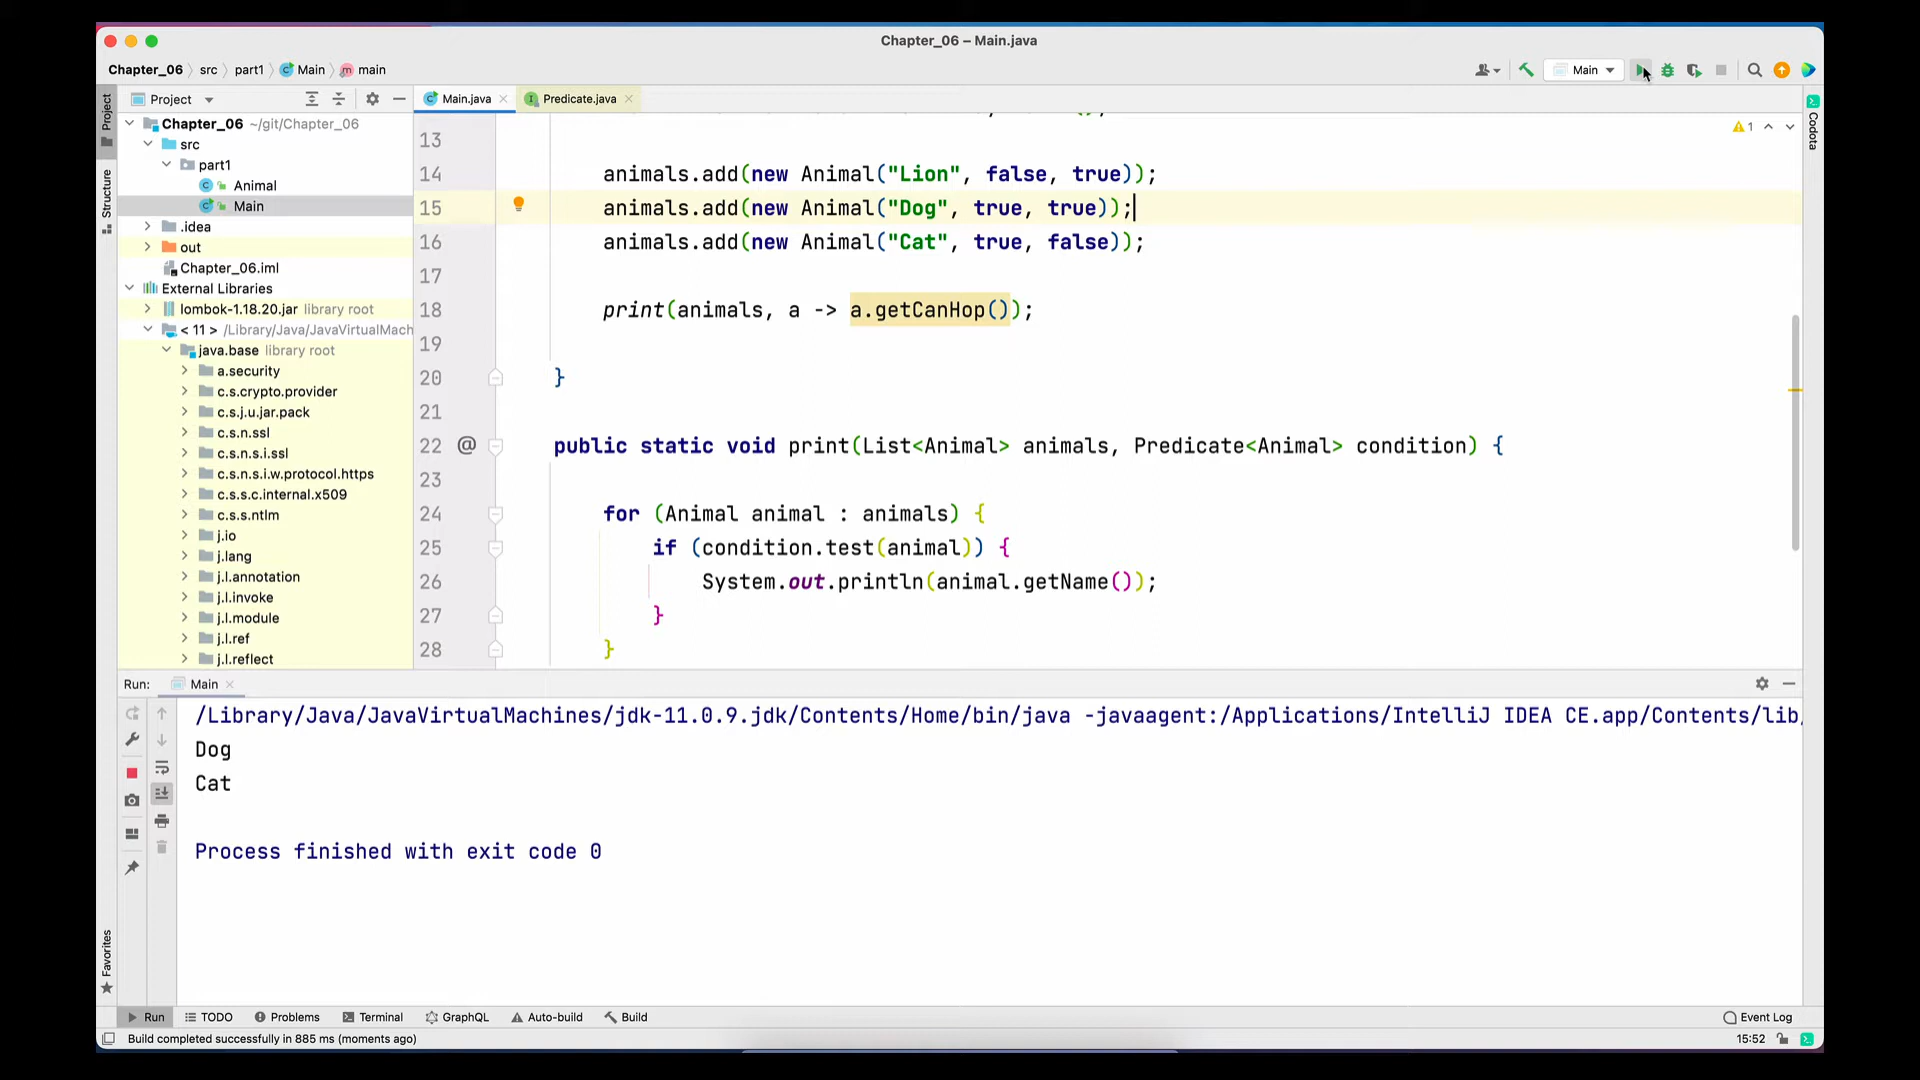 Chapter_06 – Main.java
Chapter_06 src part1 Main main
Main
Project
Main.java
Predicate.java
Project
Structure
Favorites
Codota
Chapter_06 ~/git/Chapter_06
src
part1
Animal
Main
.idea
out
Chapter_06.iml
External Libraries
lombok-1.18.20.jar library root
< 11 > /Library/Java/JavaVirtualMach
java.base library root
a.security
c.s.crypto.provider
c.s.j.u.jar.pack
c.s.n.ssl
c.s.n.s.i.ssl
c.s.n.s.i.w.protocol.https
c.s.s.c.internal.x509
c.s.s.ntlm
j.io
j.lang
j.l.annotation
j.l.invoke
j.l.module
j.l.ref
j.l.reflect
1
13
14 animals.add(new Animal("Lion", false, true));
15 animals.add(new Animal("Dog", true, true));
16 animals.add(new Animal("Cat", true, false));
17
18 print(animals, a -> a.getCanHop());
19
20 }
21
22 @ public static void print(List<Animal> animals, Predicate<Animal> condition) {
23
24 for (Animal animal : animals) {
25 if (condition.test(animal)) {
26 System.out.println(animal.getName());
27 }
28 }
Run: Main
/Library/Java/JavaVirtualMachines/jdk-11.0.9.jdk/Contents/Home/bin/java -javaagent:/Applications/IntelliJ IDEA CE.app/Contents/lib/
Dog
Cat
Process finished with exit code 0
Run TODO Problems Terminal GraphQL Auto-build Build Event Log
Build completed successfully in 885 ms (moments ago) 15:52